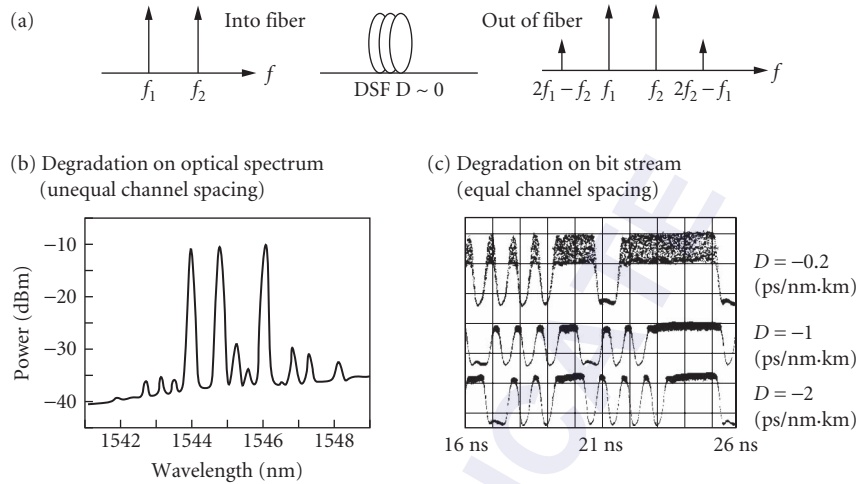 (a)
Into fiber
Out of fiber
f
f
f₁
f₂
DSF D ~ 0
2f₁ − f₂
f₁
f₂
2f₂ − f₁
(b) Degradation on optical spectrum
(unequal channel spacing)
(c) Degradation on bit stream
(equal channel spacing)
Power (dBm)
−10
−20
−30
−40
1542
1544
1546
1548
Wavelength (nm)
D = −0.2
(ps/nm·km)
D = −1
(ps/nm·km)
D = −2
(ps/nm·km)
16 ns
21 ns
26 ns